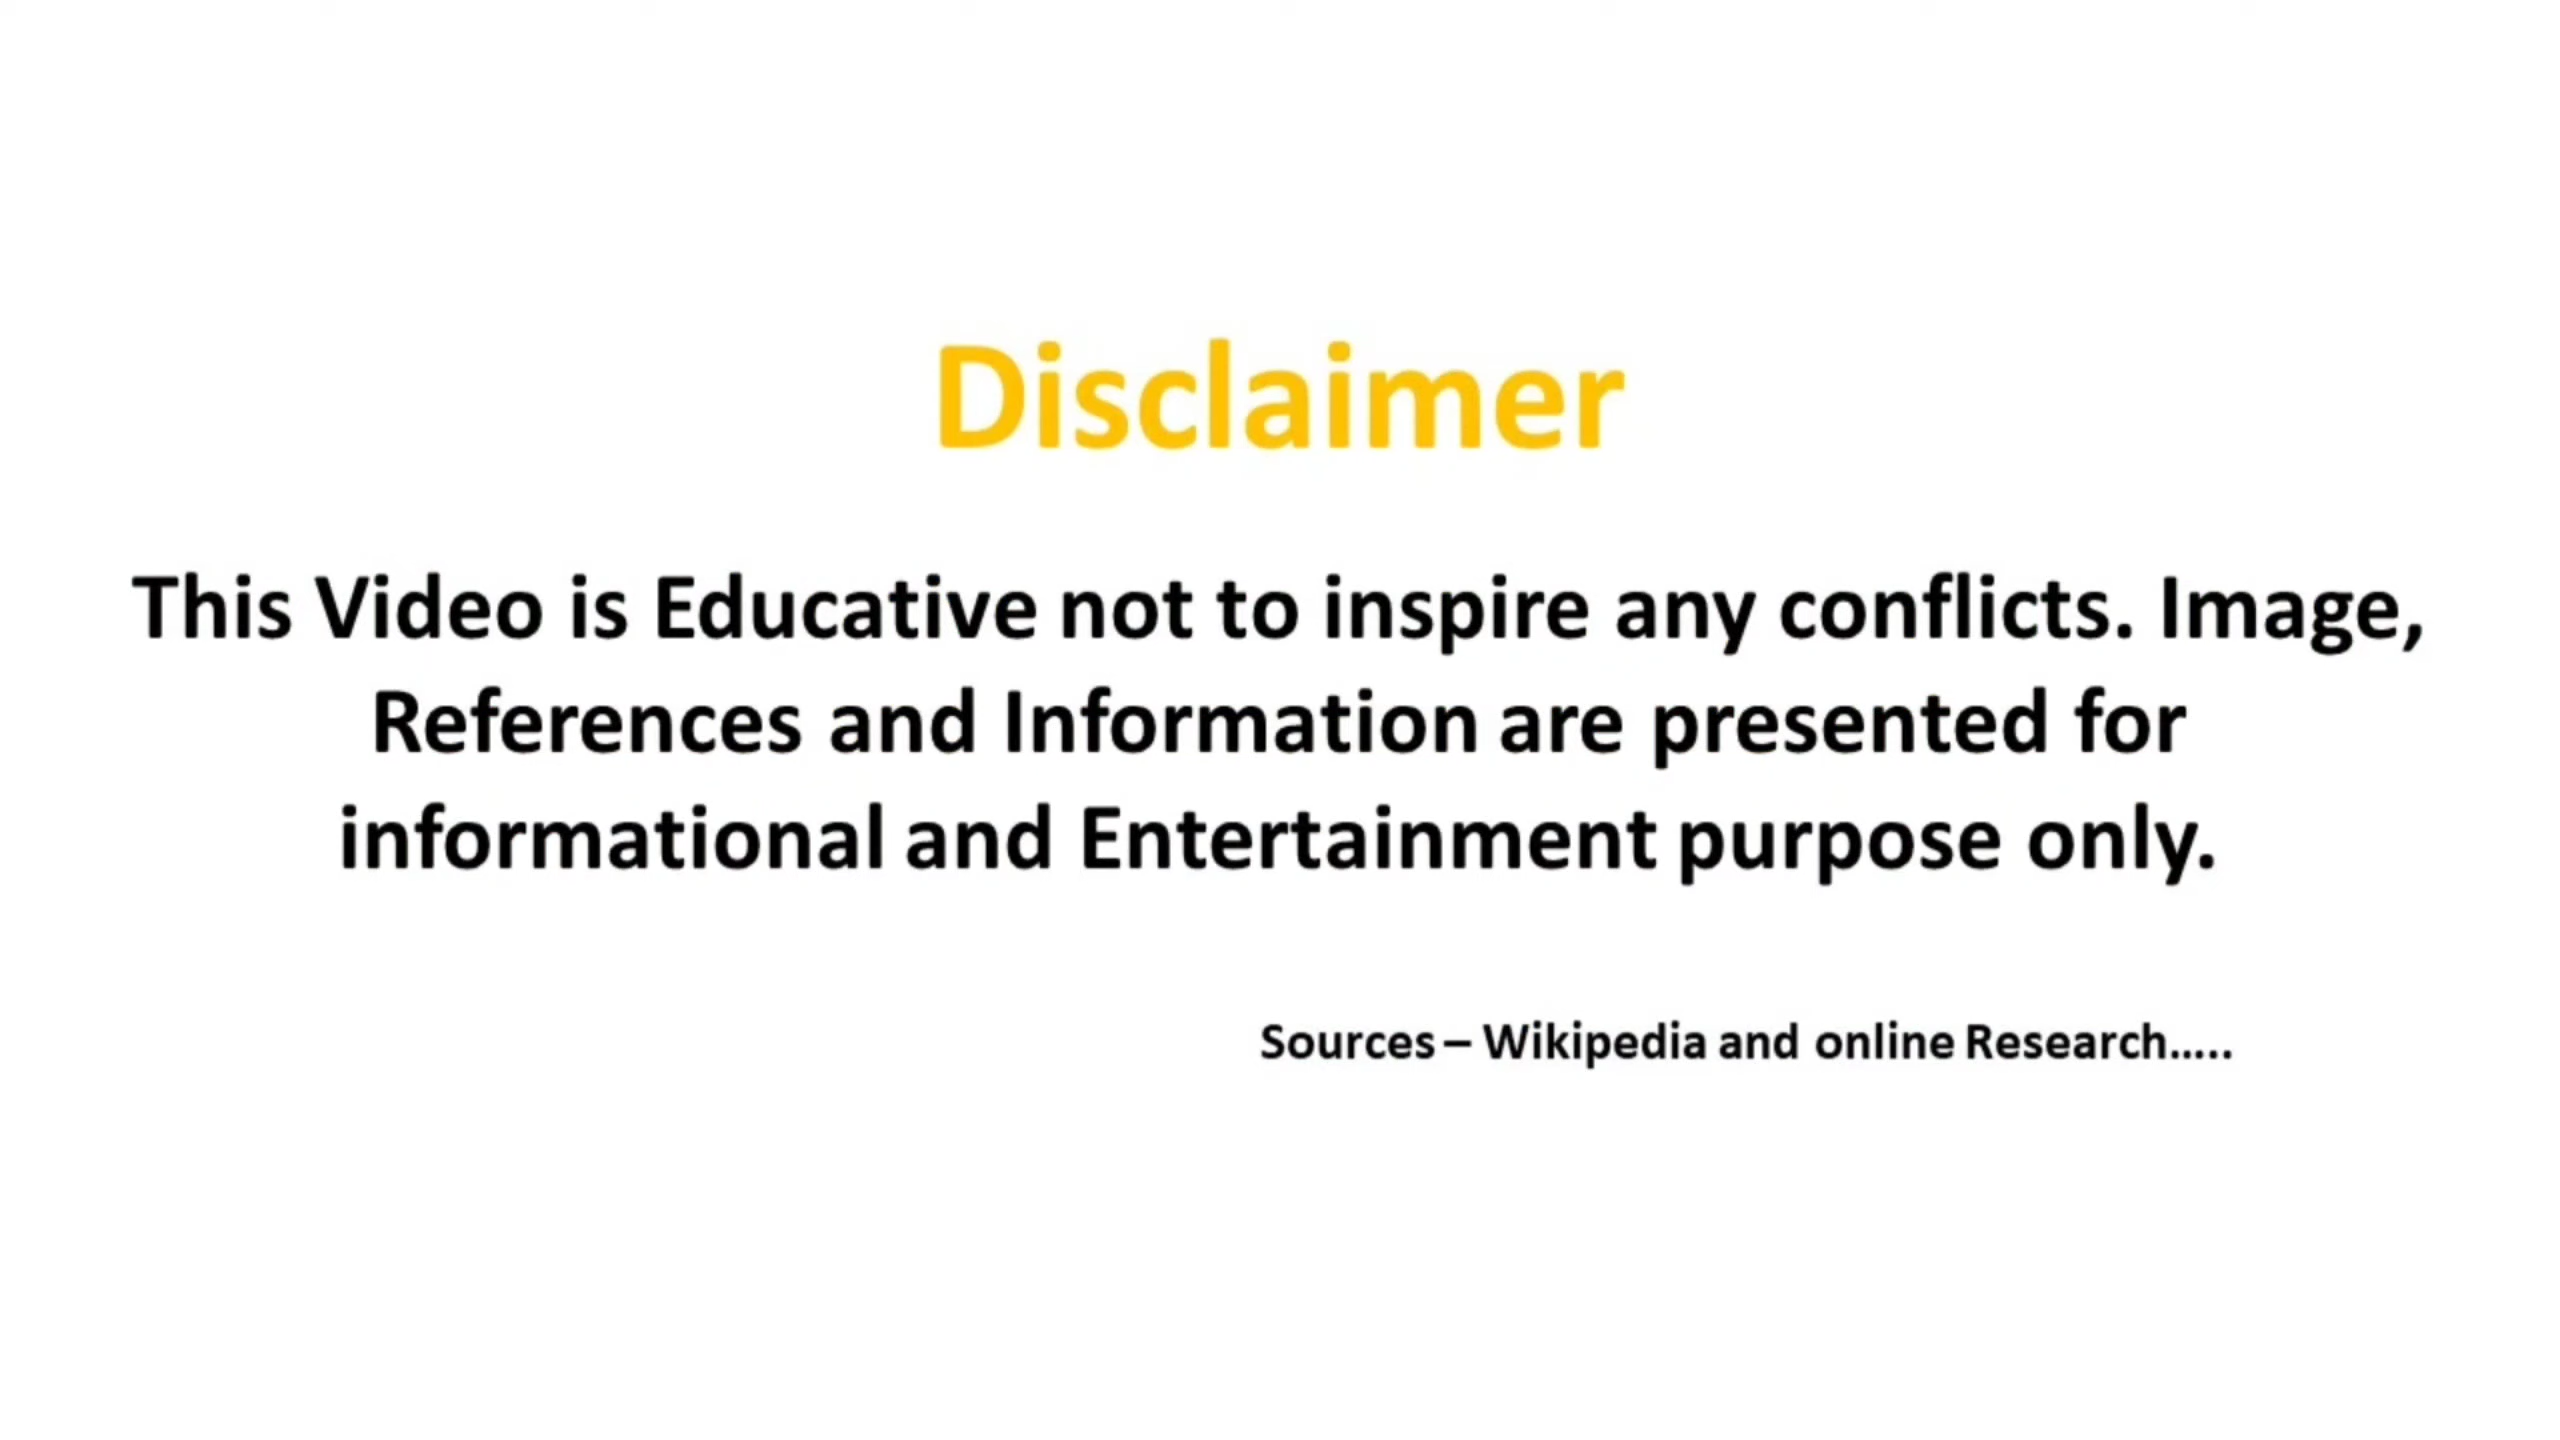 Disclaimer
This Video is Educative not to inspire any conflicts. Image,
References and Information are presented for
informational and Entertainment purpose only.
Sources – Wikipedia and online Research.....